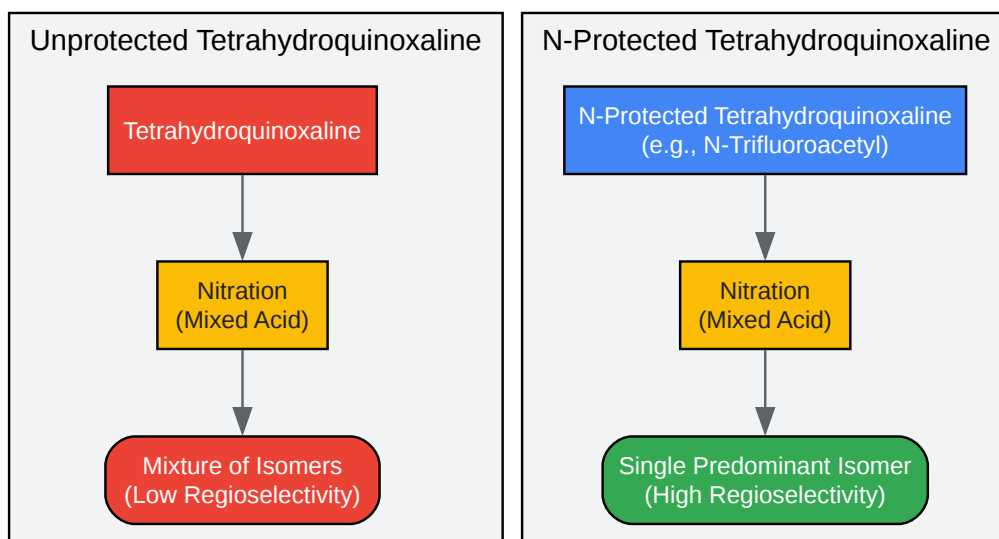 Unprotected Tetrahydroquinoxaline
Tetrahydroquinoxaline
Nitration
(Mixed Acid)
Mixture of Isomers
(Low Regioselectivity)
N-Protected Tetrahydroquinoxaline
N-Protected Tetrahydroquinoxaline
(e.g., N-Trifluoroacetyl)
Nitration
(Mixed Acid)
Single Predominant Isomer
(High Regioselectivity)